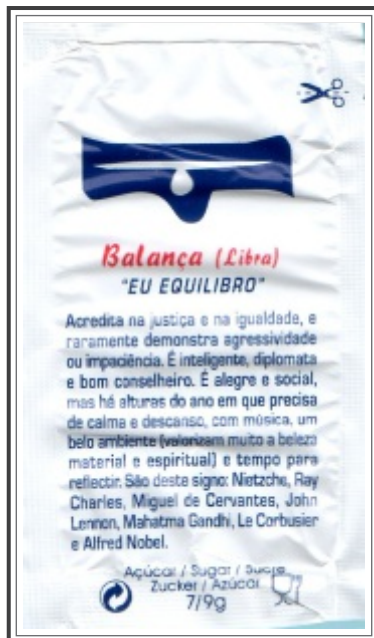 Balança (Libra)
"EU EQUILIBRO"
Acredita na justiça e na igualdade, e
raramente demonstra agressividade
ou impaciência. É inteligente, diplomata
e bom conselheiro. É alegre e social,
mas há alturas do ano em que precisa
de calma e descanso, com música, um
belo ambiente (valorizam muito a beleza
material e espiritual) e tempo para
reflectir. São deste signo: Nietzche, Ray
Charles, Miguel de Cervantes, John
Lennon, Mahatma Gandhi, Le Corbusier
e Alfred Nobel.
Açúcar / Sugar / Sucre
Zucker / Azúcar
7/9g